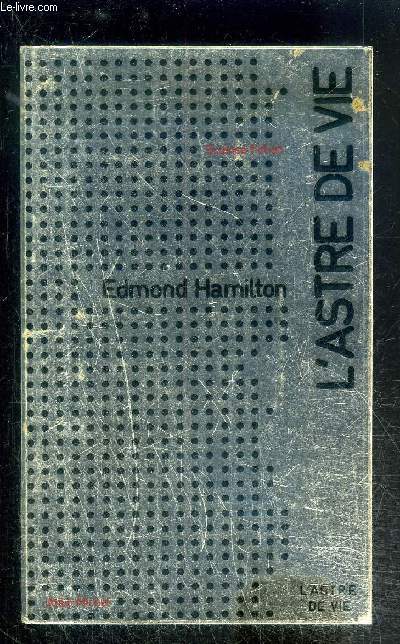 Le-livre.com
Science-Fiction
Edmond Hamilton
L'ASTRE DE VIE
Albin Michel
L'ASTRE
DE VIE